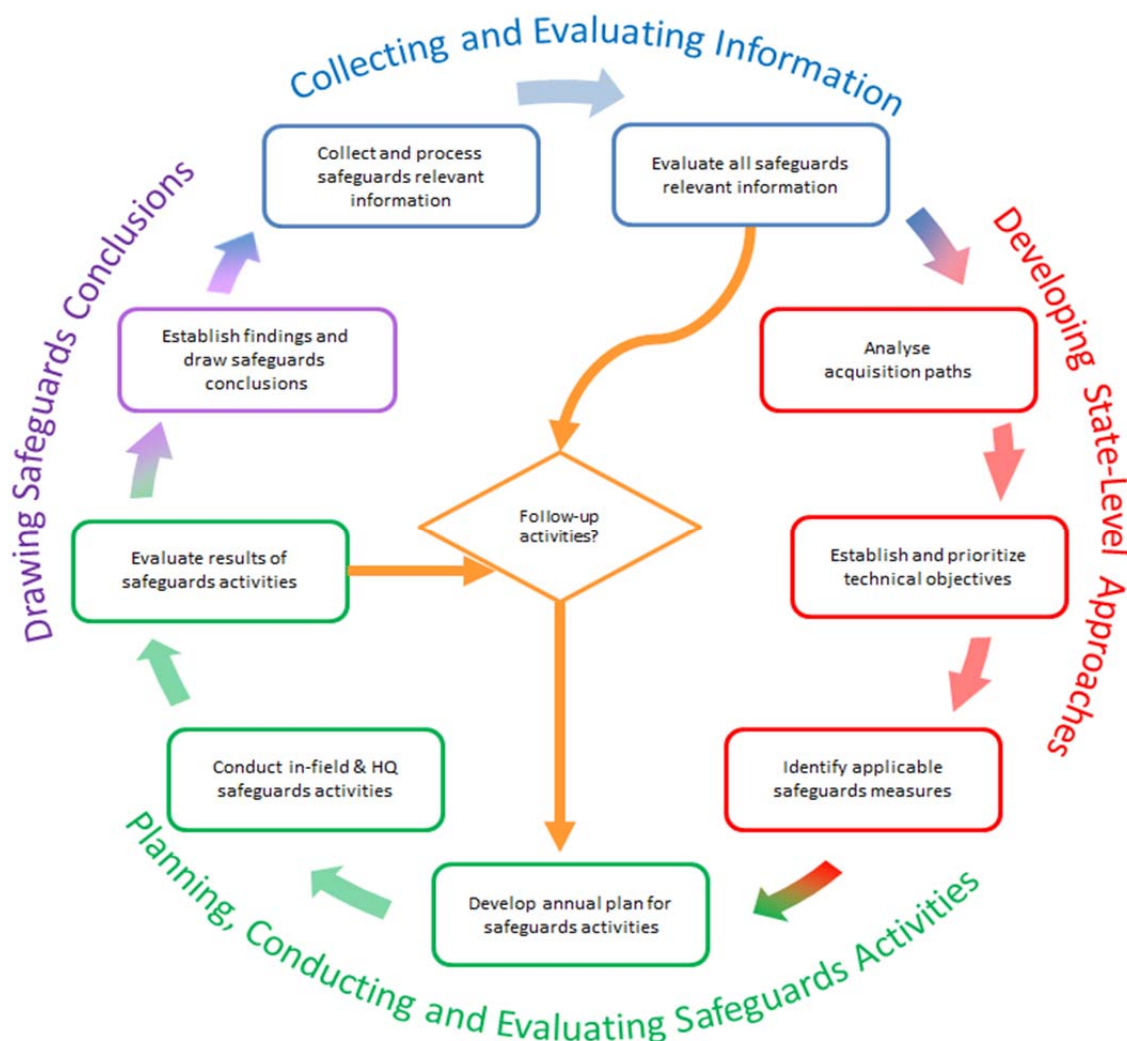 Collecting and Evaluating Information
Collect and process
safeguards relevant
information
Evaluate all safeguards
relevant information
Developing State-Level Approaches
Analyse
acquisition paths
Establish and prioritize
technical objectives
Identify applicable
safeguards measures
Planning, Conducting and Evaluating Safeguards Activities
Develop annual plan for
safeguards activities
Conduct in-field & HQ
safeguards activities
Evaluate results of
safeguards activities
Drawing Safeguards Conclusions
Establish findings and
draw safeguards
conclusions
Follow-up
activities?